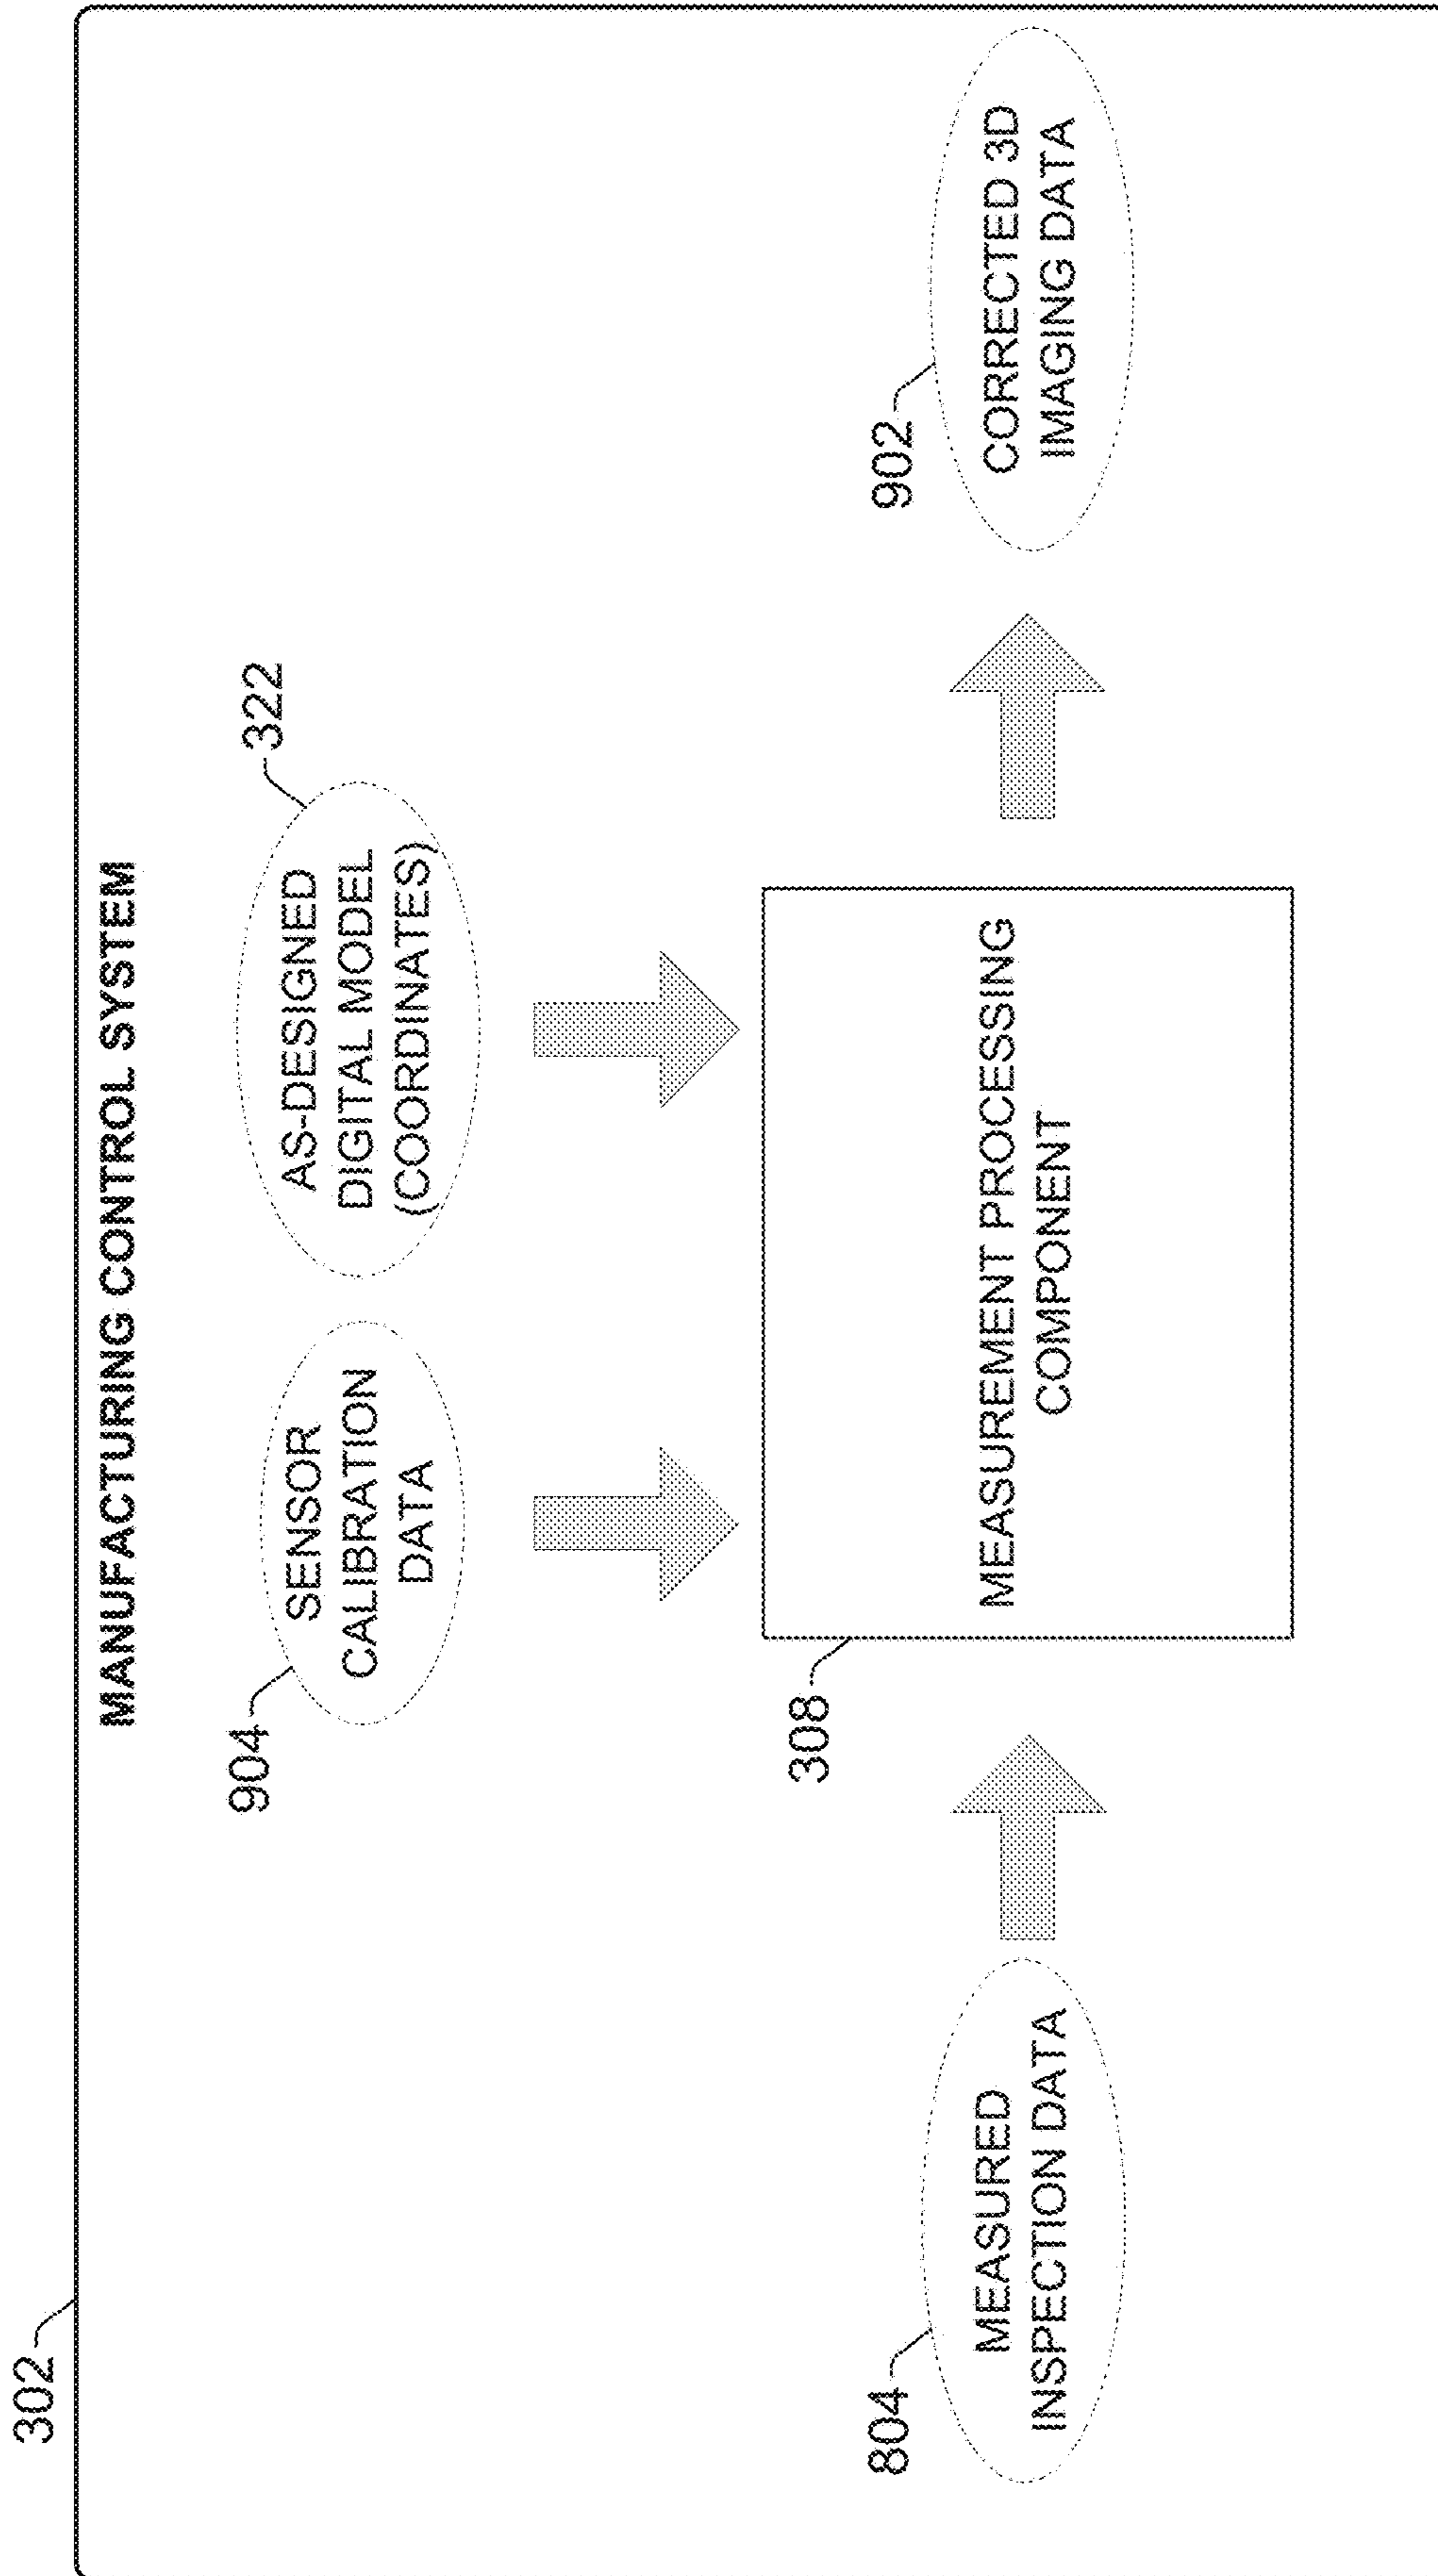 302
MANUFACTURING CONTROL SYSTEM
904
SENSOR
CALIBRATION
DATA
322
AS-DESIGNED
DIGITAL MODEL
(COORDINATES)
804
MEASURED
INSPECTION DATA
308
MEASUREMENT PROCESSING
COMPONENT
902
CORRECTED 3D
IMAGING DATA